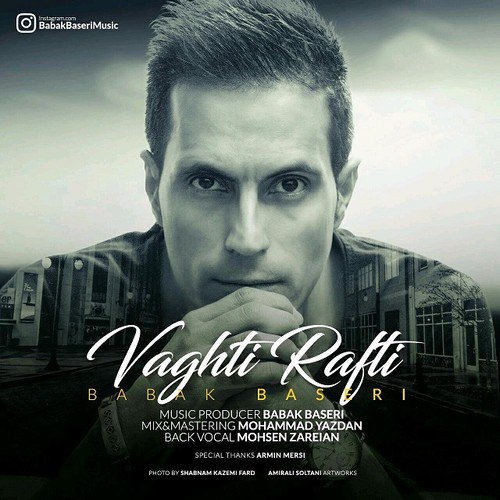 instagram.com
BabakBaseriMusic
Vaghti Rafti
BABAK BASERI
MUSIC PRODUCER BABAK BASERI
MIX&MASTERING MOHAMMAD YAZDAN
BACK VOCAL MOHSEN ZAREIAN
SPECIAL THANKS ARMIN MERSI
PHOTO BY SHABNAM KAZEMI FARD AMIRALI SOLTANI ARTWORKS